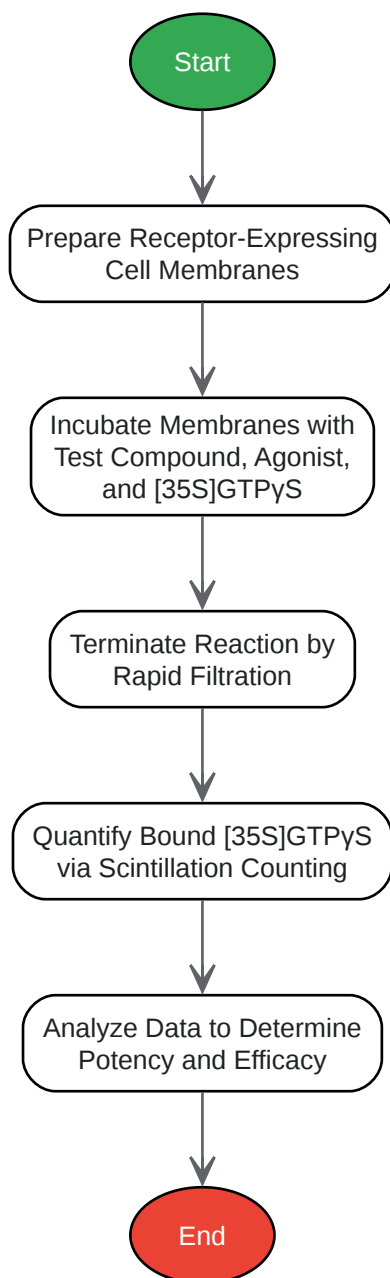 Start
Prepare Receptor-Expressing
Cell Membranes
Incubate Membranes with
Test Compound, Agonist,
and [35S]GTPγS
Terminate Reaction by
Rapid Filtration
Quantify Bound [35S]GTPγS
via Scintillation Counting
Analyze Data to Determine
Potency and Efficacy
End